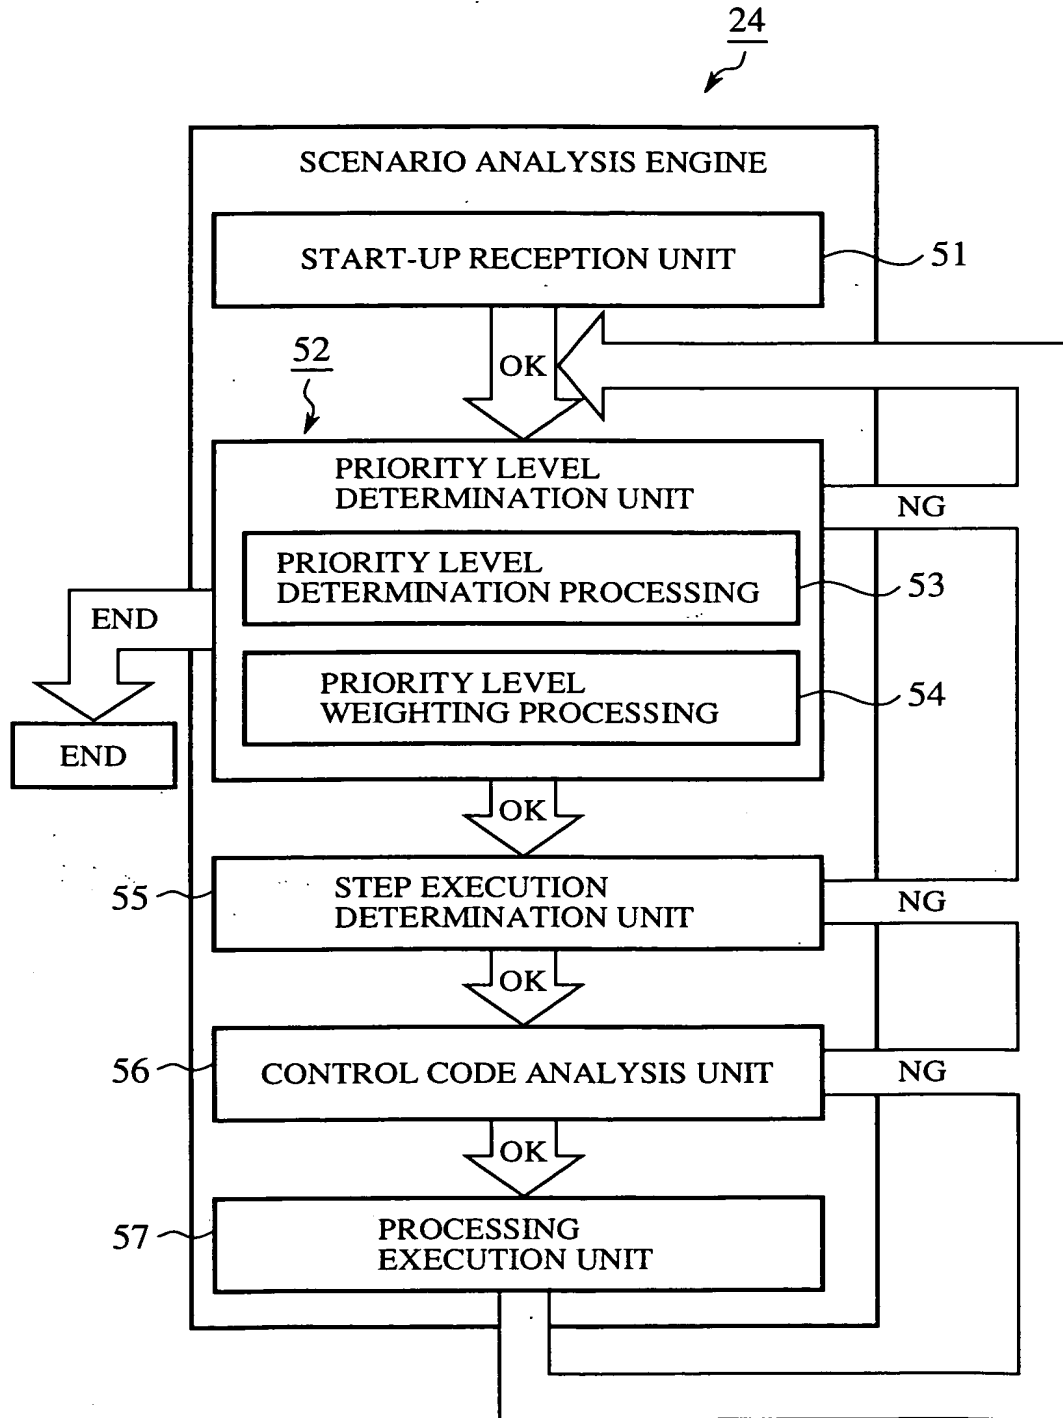 24
SCENARIO ANALYSIS ENGINE
START-UP RECEPTION UNIT
51
OK
52
PRIORITY LEVEL
DETERMINATION UNIT
NG
PRIORITY LEVEL
DETERMINATION PROCESSING
53
END
PRIORITY LEVEL
WEIGHTING PROCESSING
54
END
OK
55
STEP EXECUTION
DETERMINATION UNIT
NG
OK
56
CONTROL CODE ANALYSIS UNIT
NG
OK
57
PROCESSING
EXECUTION UNIT